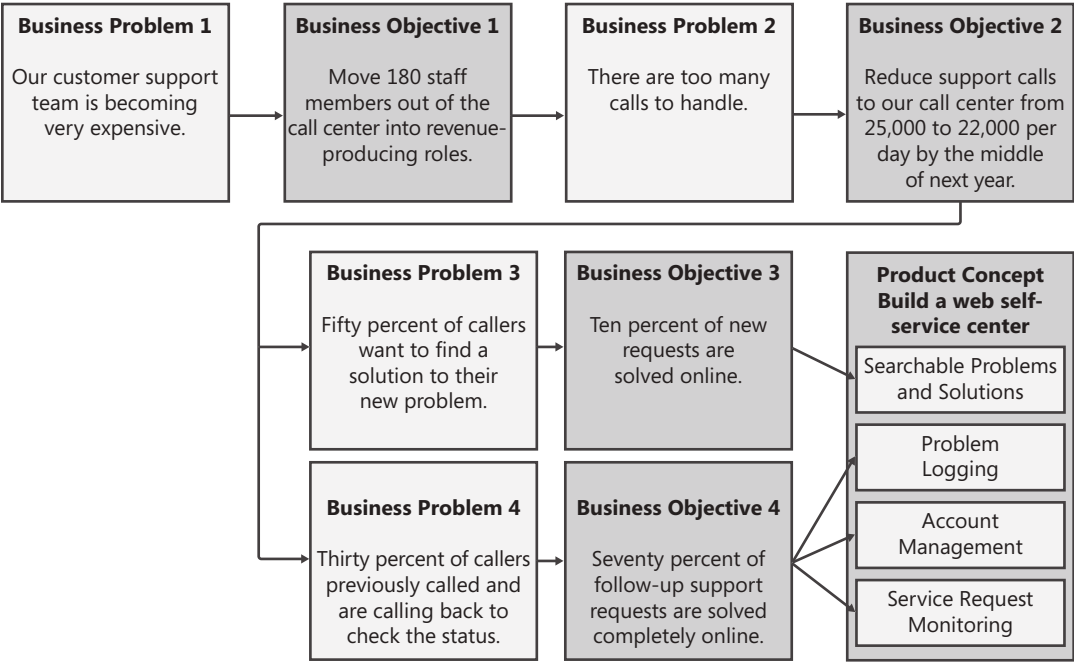 Business Problem 1
Our customer support
team is becoming
very expensive.
Business Objective 1
Move 180 staff
members out of the
call center into revenue-
producing roles.
Business Problem 2
There are too many
calls to handle.
Business Objective 2
Reduce support calls
to our call center from
25,000 to 22,000 per
day by the middle
of next year.
Business Problem 3
Fifty percent of callers
want to find a
solution to their
new problem.
Business Objective 3
Ten percent of new
requests are
solved online.
Business Problem 4
Thirty percent of callers
previously called and
are calling back to
check the status.
Business Objective 4
Seventy percent of
follow-up support
requests are solved
completely online.
Product Concept
Build a web self-
service center
Searchable Problems
and Solutions
Problem
Logging
Account
Management
Service Request
Monitoring